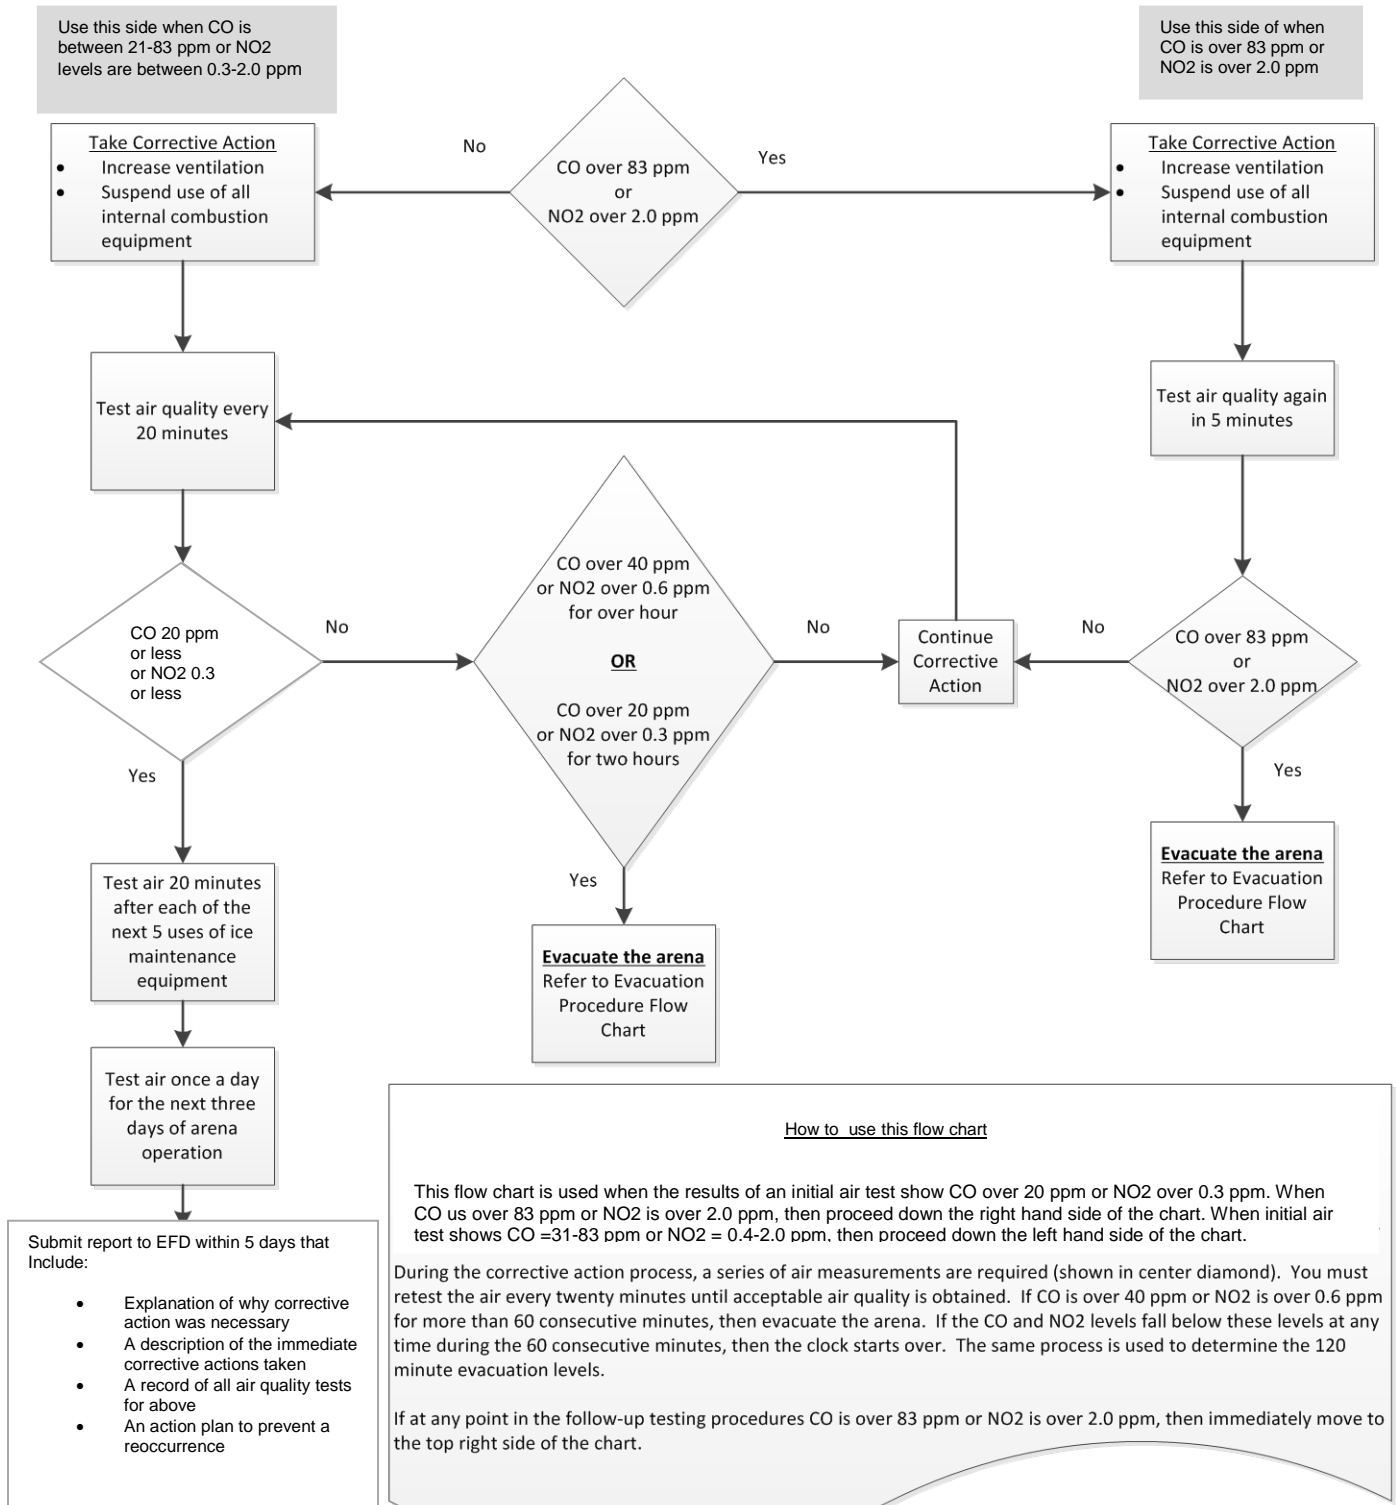 Use this side when CO is
between 21-83 ppm or NO2
levels are between 0.3-2.0 ppm
Use this side of when
CO is over 83 ppm or
NO2 is over 2.0 ppm
Take Corrective Action
• Increase ventilation
• Suspend use of all
internal combustion
equipment
No
CO over 83 ppm
or
NO2 over 2.0 ppm
Yes
Take Corrective Action
• Increase ventilation
• Suspend use of all
internal combustion
equipment
Test air quality every
20 minutes
Test air quality again
in 5 minutes
CO 20 ppm
or less
or NO2 0.3
or less
No
CO over 40 ppm
or NO2 over 0.6 ppm
for over hour
OR
CO over 20 ppm
or NO2 over 0.3 ppm
for two hours
No
Continue
Corrective
Action
No
CO over 83 ppm
or
NO2 over 2.0 ppm
Yes
Yes
Yes
Test air 20 minutes
after each of the
next 5 uses of ice
maintenance
equipment
Evacuate the arena
Refer to Evacuation
Procedure Flow
Chart
Evacuate the arena
Refer to Evacuation
Procedure Flow
Chart
Test air once a day
for the next three
days of arena
operation
Submit report to EFD within 5 days that
Include:
• Explanation of why corrective
action was necessary
• A description of the immediate
corrective actions taken
• A record of all air quality tests
for above
• An action plan to prevent a
reoccurrence
How to use this flow chart
This flow chart is used when the results of an initial air test show CO over 20 ppm or NO2 over 0.3 ppm. When
CO us over 83 ppm or NO2 is over 2.0 ppm, then proceed down the right hand side of the chart. When initial air
test shows CO =31-83 ppm or NO2 = 0.4-2.0 ppm, then proceed down the left hand side of the chart.
During the corrective action process, a series of air measurements are required (shown in center diamond). You must
retest the air every twenty minutes until acceptable air quality is obtained. If CO is over 40 ppm or NO2 is over 0.6 ppm
for more than 60 consecutive minutes, then evacuate the arena. If the CO and NO2 levels fall below these levels at any
time during the 60 consecutive minutes, then the clock starts over. The same process is used to determine the 120
minute evacuation levels.
If at any point in the follow-up testing procedures CO is over 83 ppm or NO2 is over 2.0 ppm, then immediately move to
the top right side of the chart.